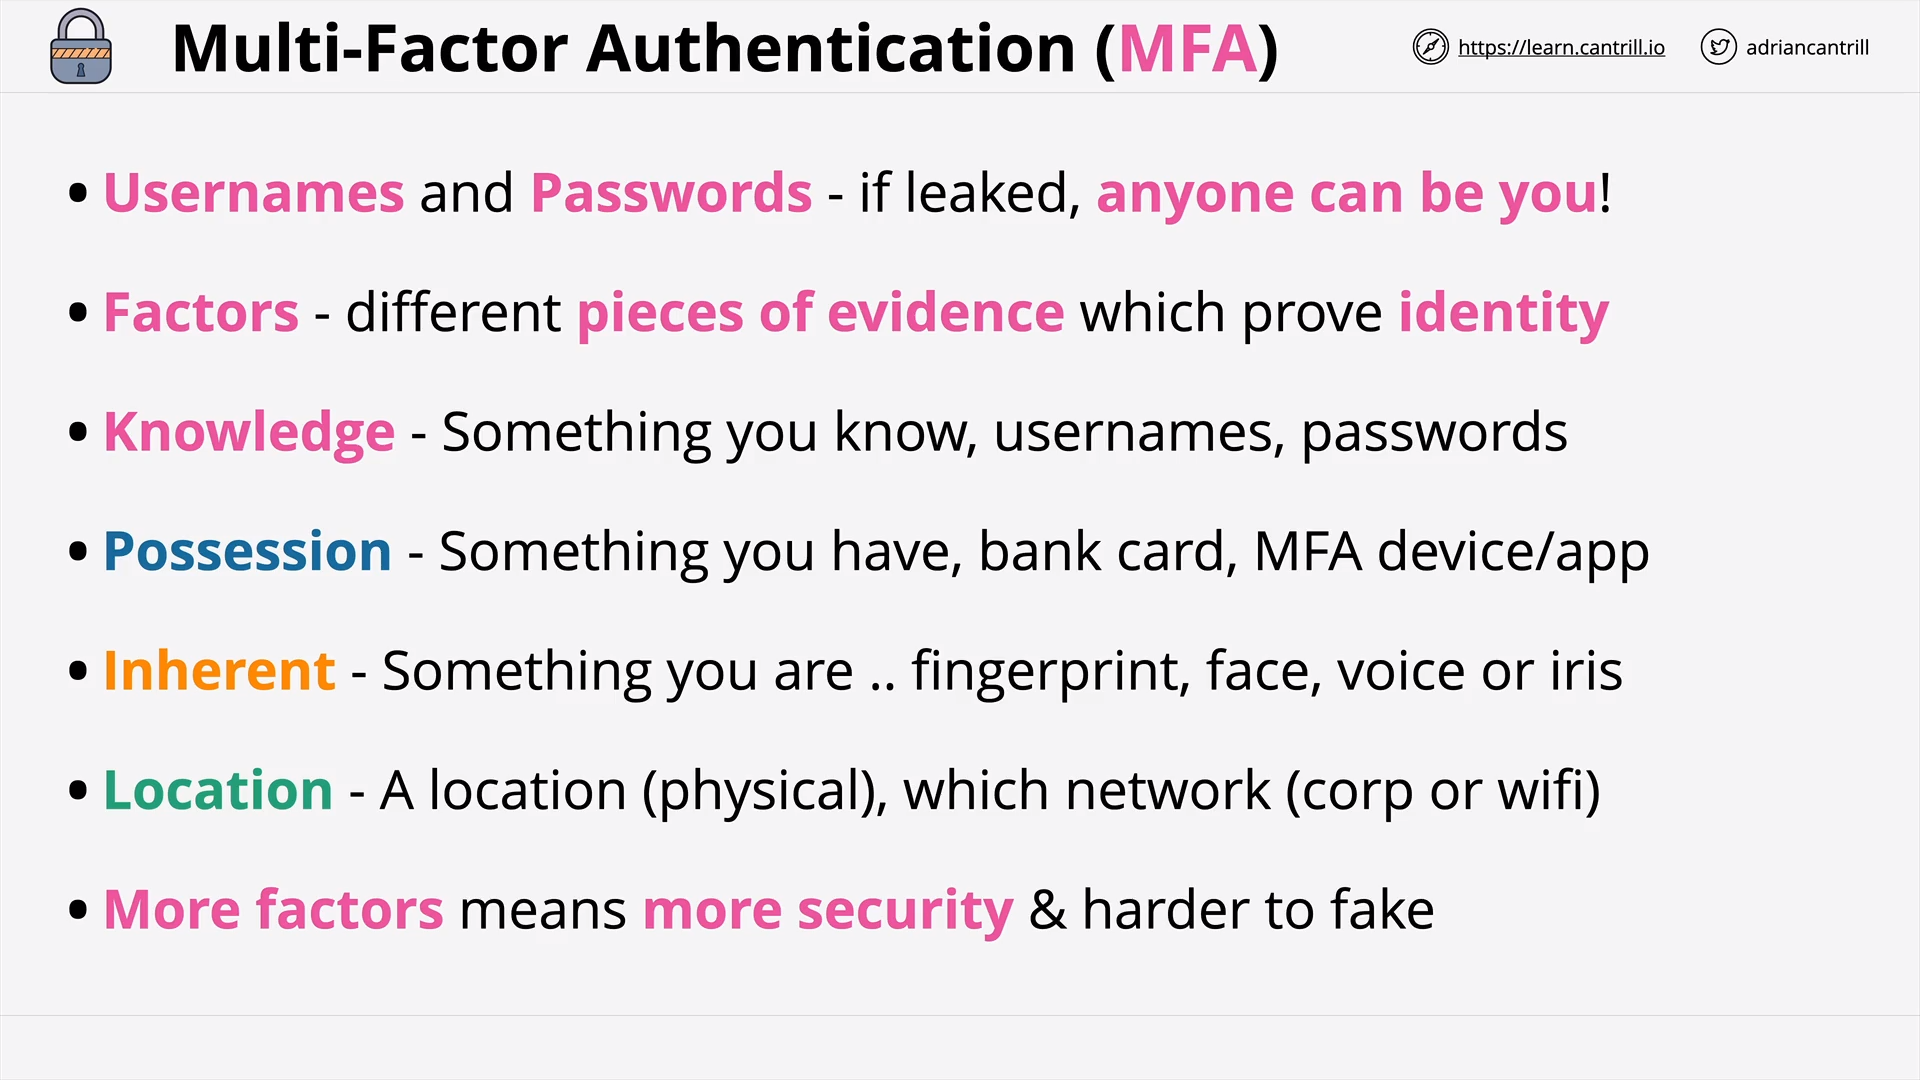 Multi-Factor Authentication (MFA)
https://learn.cantrill.io
adriancantrill
• Usernames and Passwords - if leaked, anyone can be you!
• Factors - different pieces of evidence which prove identity
• Knowledge - Something you know, usernames, passwords
• Possession - Something you have, bank card, MFA device/app
• Inherent - Something you are .. fingerprint, face, voice or iris
• Location - A location (physical), which network (corp or wifi)
• More factors means more security & harder to fake